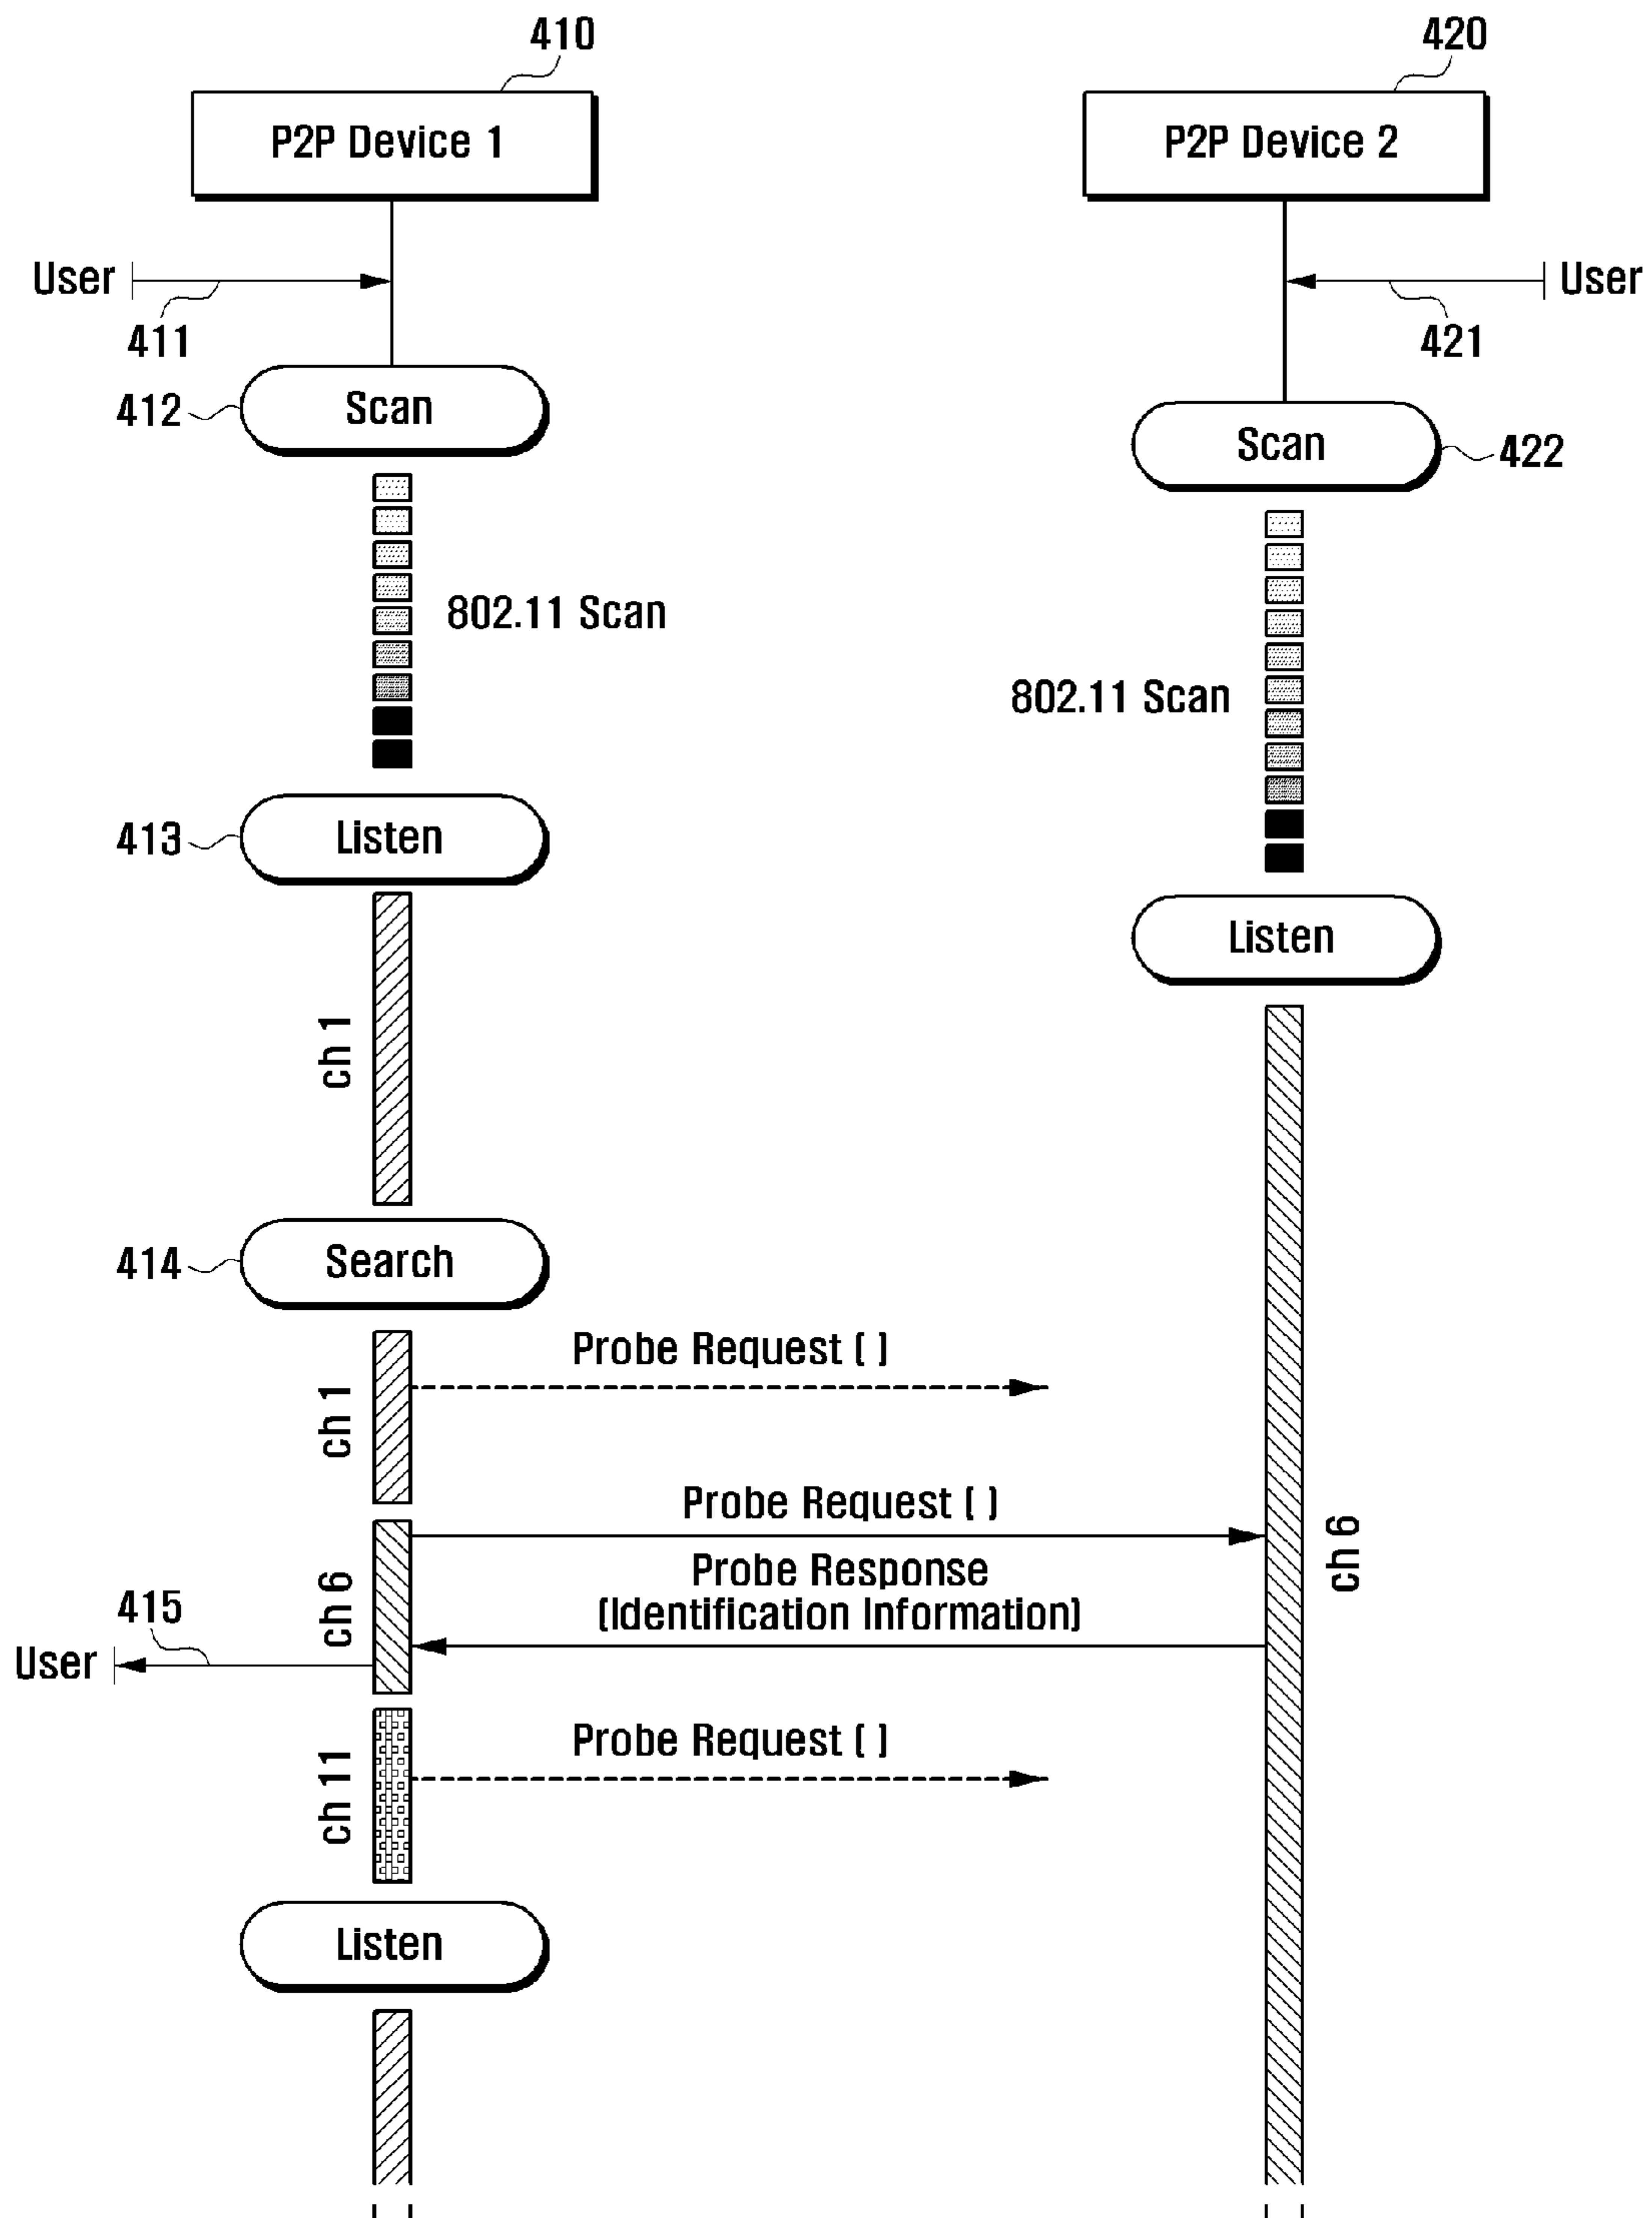 410
420
P2P Device 1
P2P Device 2
User
User
411
421
412
Scan
Scan
422
802.11 Scan
802.11 Scan
413
Listen
Listen
ch 1
414
Search
Probe Request ( )
ch 1
Probe Request ( )
ch 6
Probe Response
(Identification Information)
ch 6
415
User
Probe Request ( )
ch 11
Listen